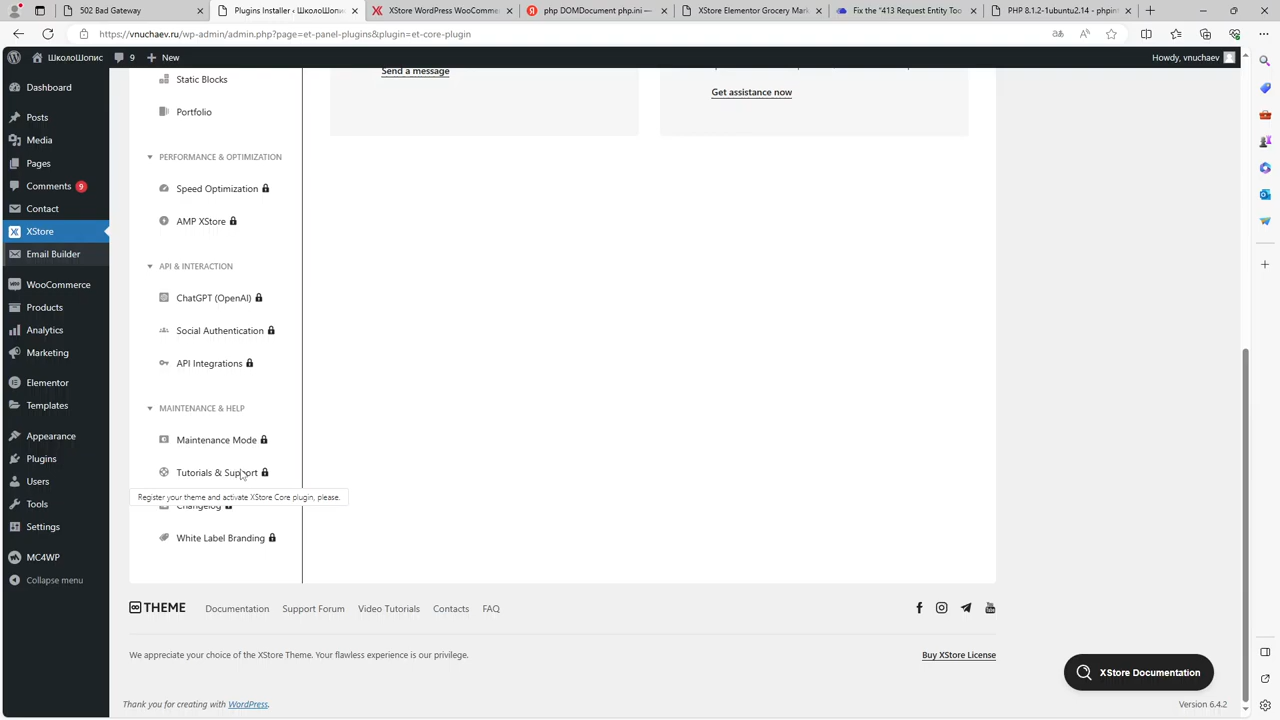 502 Bad Gateway
Plugins Installer ‹ ШколоШопис
XStore WordPress WooComme
php DOMDocument php.ini —
XStore Elementor Grocery Mark
Fix the "413 Request Entity Too
PHP 8.1.2-1ubuntu2.14 - phpinf
https://vnuchaev.ru/wp-admin/admin.php?page=et-panel-plugins&plugin=et-core-plugin
ШколоШопис 9 New
Howdy, vnuchaev
Dashboard
Posts
Media
Pages
Comments 9
Contact
XStore
Email Builder
WooCommerce
Products
Analytics
Marketing
Elementor
Templates
Appearance
Plugins
Users
Tools
Settings
MC4WP
Collapse menu
Static Blocks
Portfolio
PERFORMANCE & OPTIMIZATION
Speed Optimization
AMP XStore
API & INTERACTION
ChatGPT (OpenAI)
Social Authentication
API Integrations
MAINTENANCE & HELP
Maintenance Mode
Tutorials & Support
Register your theme and activate XStore Core plugin, please.
Changelog
White Label Branding
Send a message
Get assistance now
THEME Documentation Support Forum Video Tutorials Contacts FAQ
We appreciate your choice of the XStore Theme. Your flawless experience is our privilege.
Buy XStore License
XStore Documentation
Thank you for creating with WordPress.
Version 6.4.2